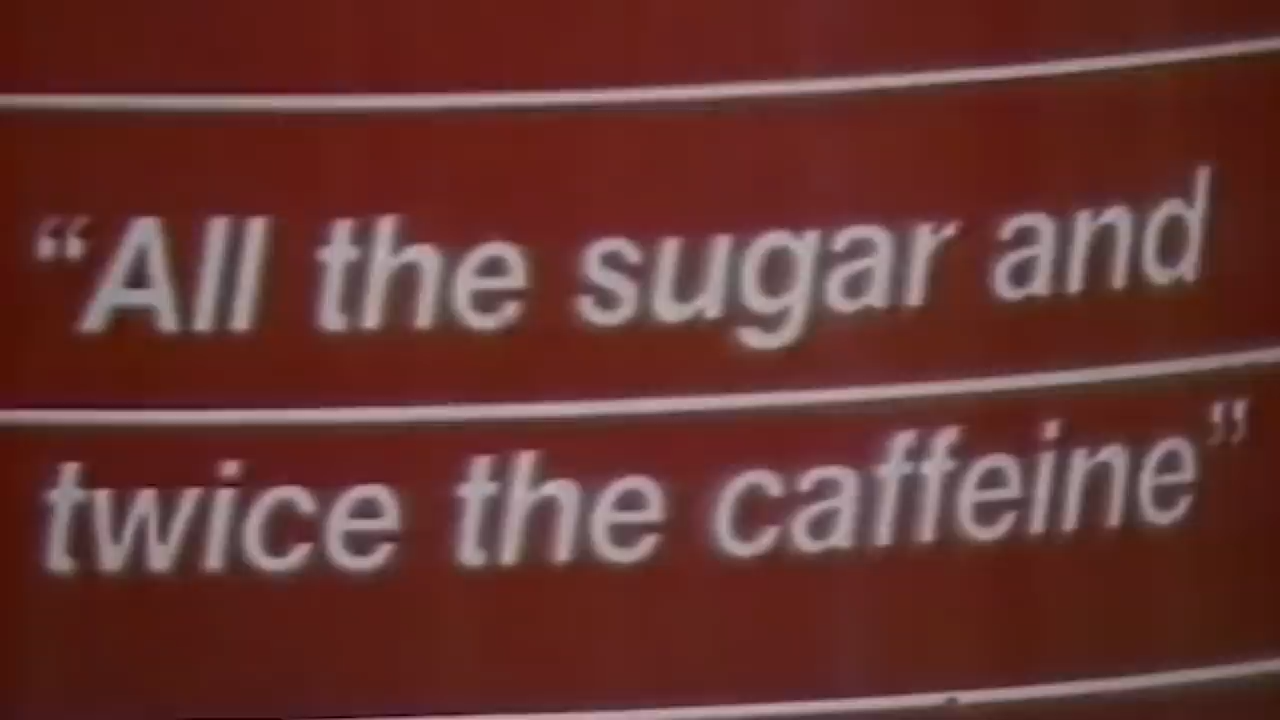 “All the sugar and
twice the caffeine”